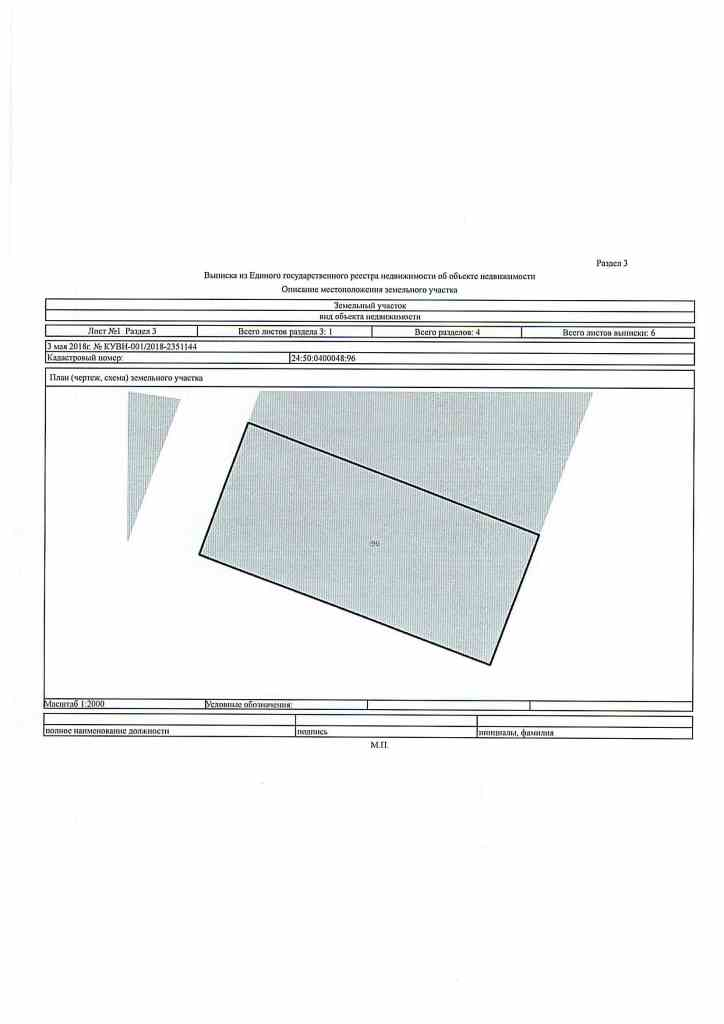 Раздел 3
Выписка из Единого государственного реестра недвижимости об объекте недвижимости
Описание местоположения земельного участка
Земельный участок
вид объекта недвижимости
Лист №1 Раздел 3 Всего листов раздела 3: 1 Всего разделов: 4 Всего листов выписки: 6
3 мая 2018г. № КУВИ-001/2018-2351144
Кадастровый номер: 24:50:0400048:96
План (чертеж, схема) земельного участка
:96
Масштаб 1:2000 Условные обозначения:
полное наименование должности подпись инициалы, фамилия
М.П.